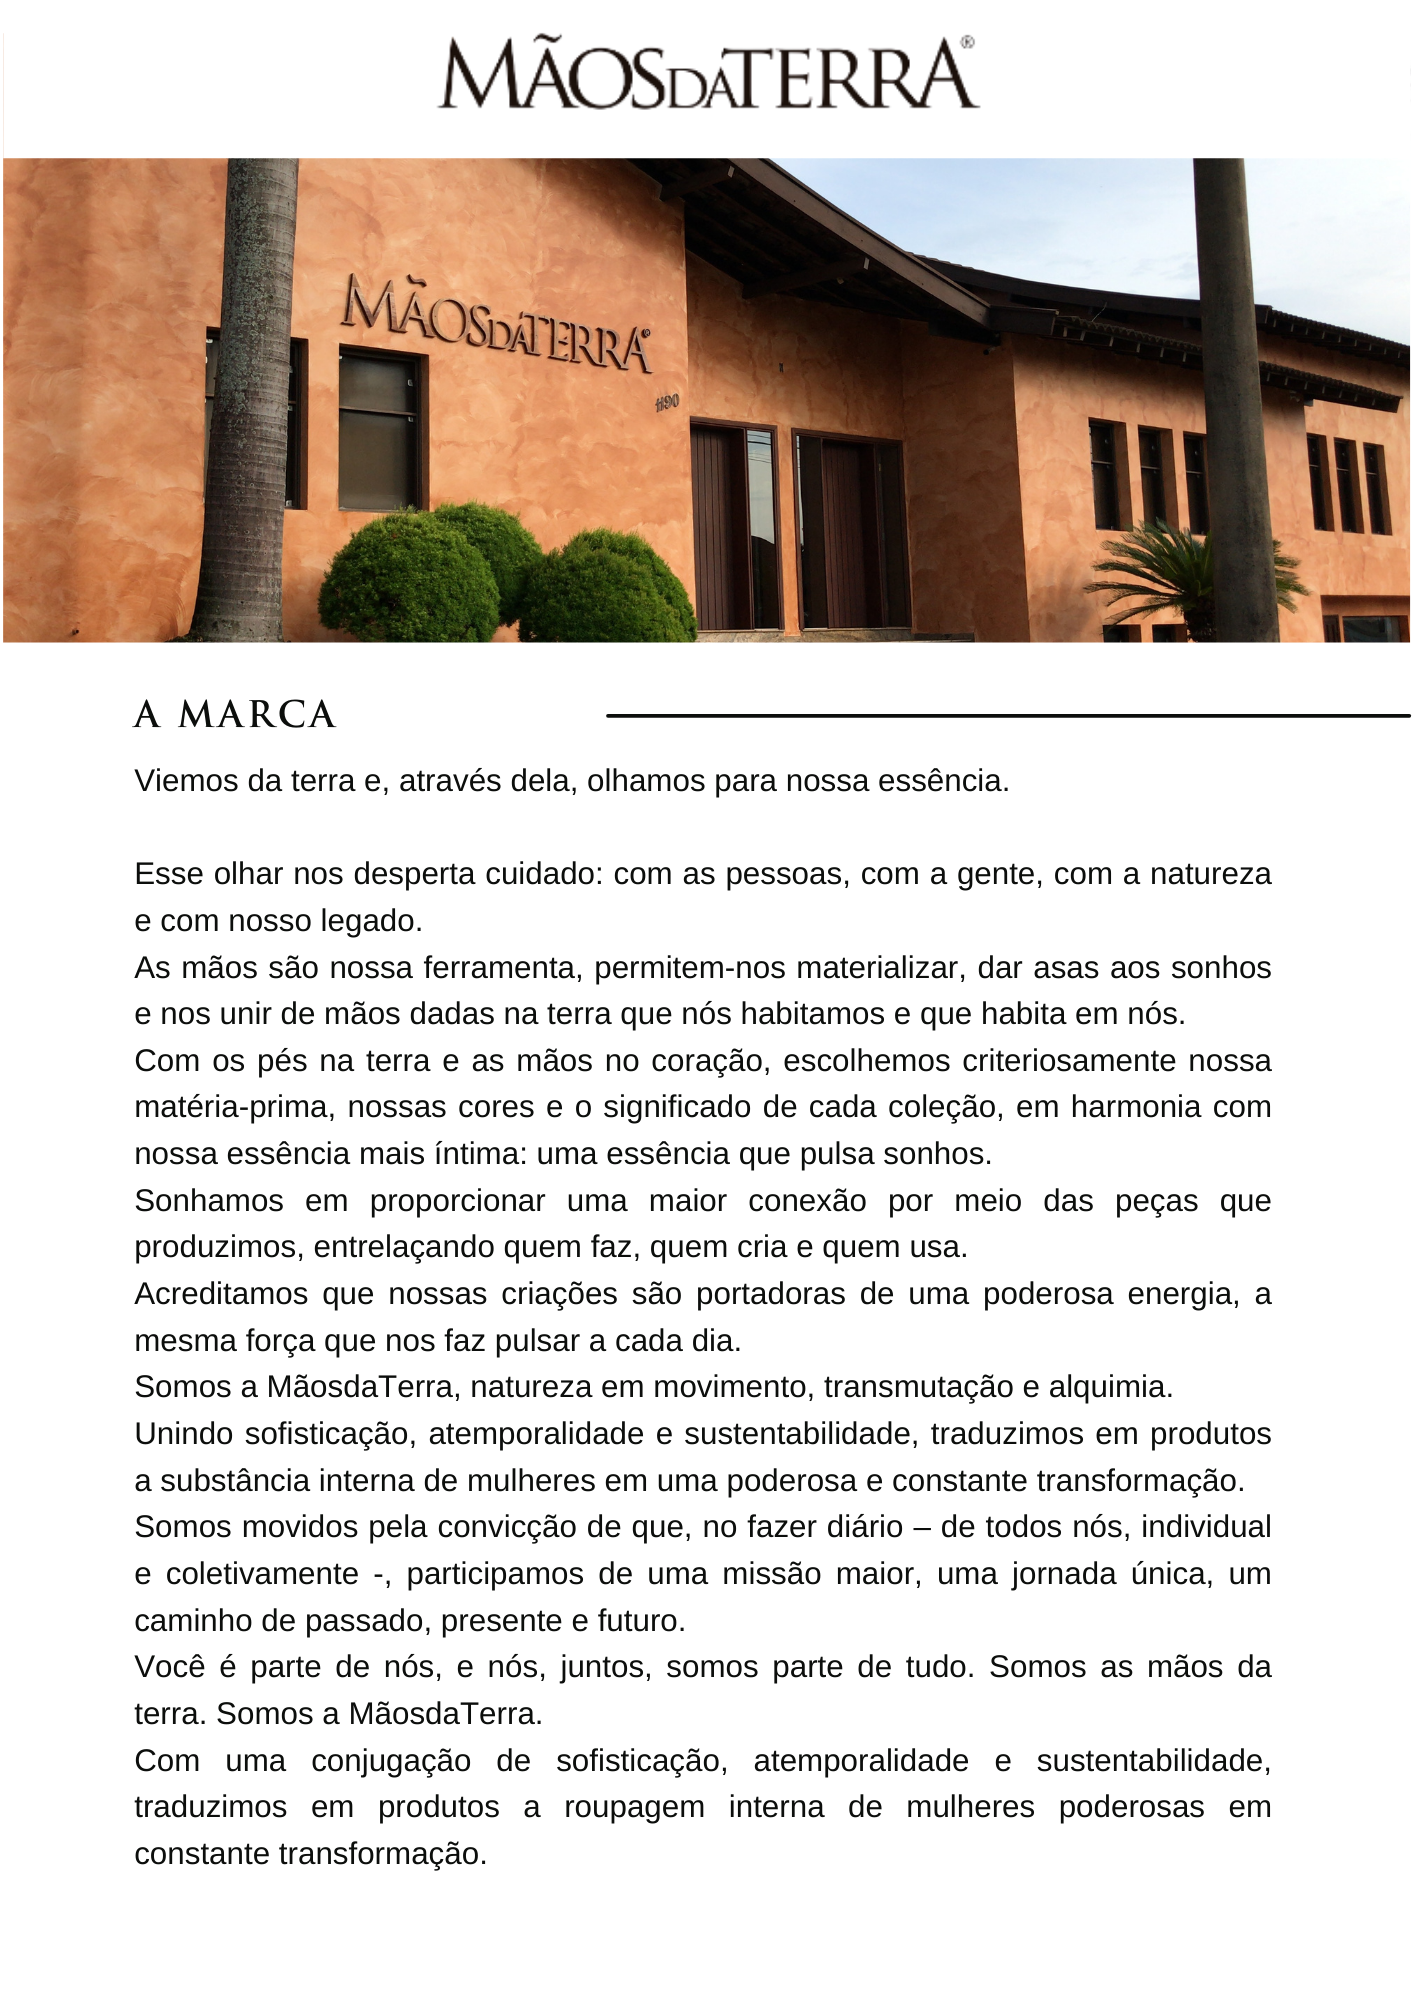 MÃOSDATERRA®
MÃOSDATERRA®
1190
A MARCA
Viemos da terra e, através dela, olhamos para nossa essência.
Esse olhar nos desperta cuidado: com as pessoas, com a gente, com a natureza
e com nosso legado.
As mãos são nossa ferramenta, permitem-nos materializar, dar asas aos sonhos
e nos unir de mãos dadas na terra que nós habitamos e que habita em nós.
Com os pés na terra e as mãos no coração, escolhemos criteriosamente nossa
matéria-prima, nossas cores e o significado de cada coleção, em harmonia com
nossa essência mais íntima: uma essência que pulsa sonhos.
Sonhamos em proporcionar uma maior conexão por meio das peças que
produzimos, entrelaçando quem faz, quem cria e quem usa.
Acreditamos que nossas criações são portadoras de uma poderosa energia, a
mesma força que nos faz pulsar a cada dia.
Somos a MãosdaTerra, natureza em movimento, transmutação e alquimia.
Unindo sofisticação, atemporalidade e sustentabilidade, traduzimos em produtos
a substância interna de mulheres em uma poderosa e constante transformação.
Somos movidos pela convicção de que, no fazer diário – de todos nós, individual
e coletivamente -, participamos de uma missão maior, uma jornada única, um
caminho de passado, presente e futuro.
Você é parte de nós, e nós, juntos, somos parte de tudo. Somos as mãos da
terra. Somos a MãosdaTerra.
Com uma conjugação de sofisticação, atemporalidade e sustentabilidade,
traduzimos em produtos a roupagem interna de mulheres poderosas em
constante transformação.